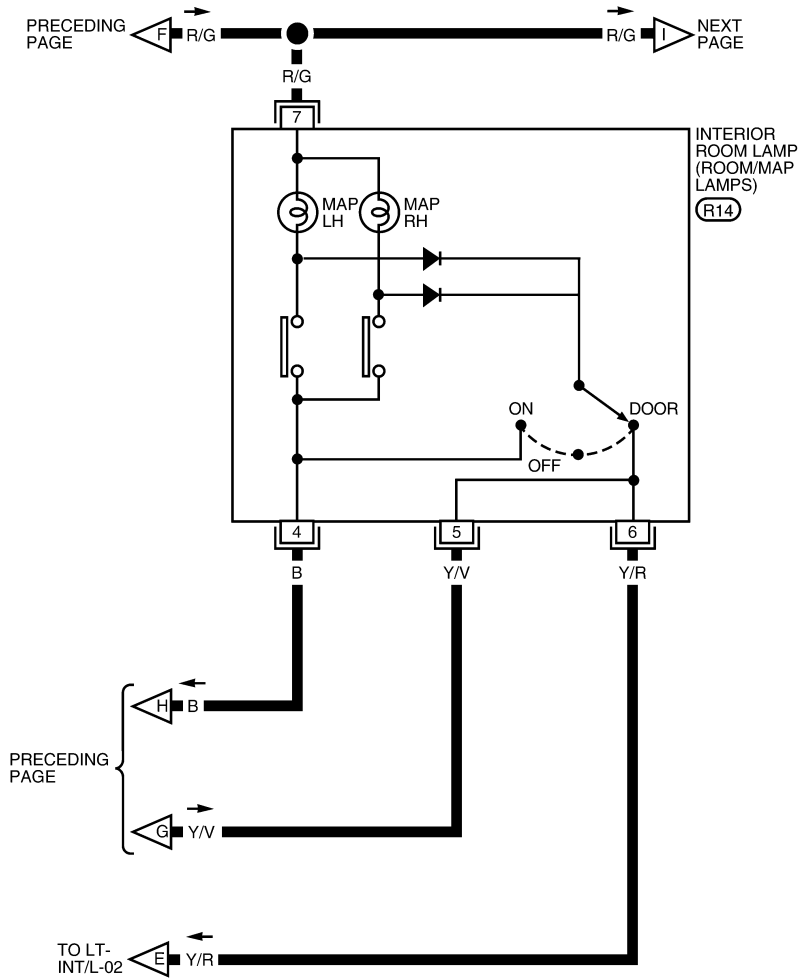 PRECEDING
PAGE
F
R/G
R/G
I
NEXT
PAGE
R/G
7
INTERIOR
ROOM LAMP
(ROOM/MAP
LAMPS)
R14
MAP
LH
MAP
RH
ON
DOOR
OFF
4
5
6
B
Y/V
Y/R
H
B
PRECEDING
PAGE
G
Y/V
TO LT-
INT/L-02
E
Y/R